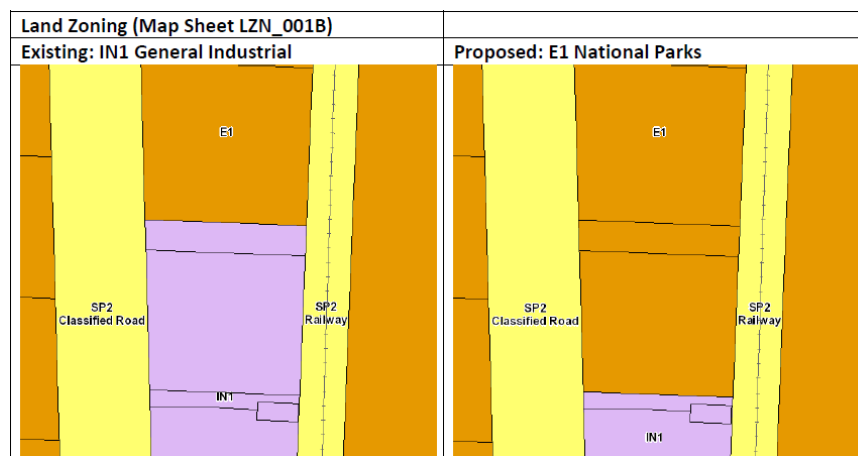 Land Zoning (Map Sheet LZN_001B)
Existing: IN1 General Industrial
Proposed: E1 National Parks
E1
SP2
Classified Road
SP2
Railway
IN1
E1
SP2
Classified Road
SP2
Railway
IN1